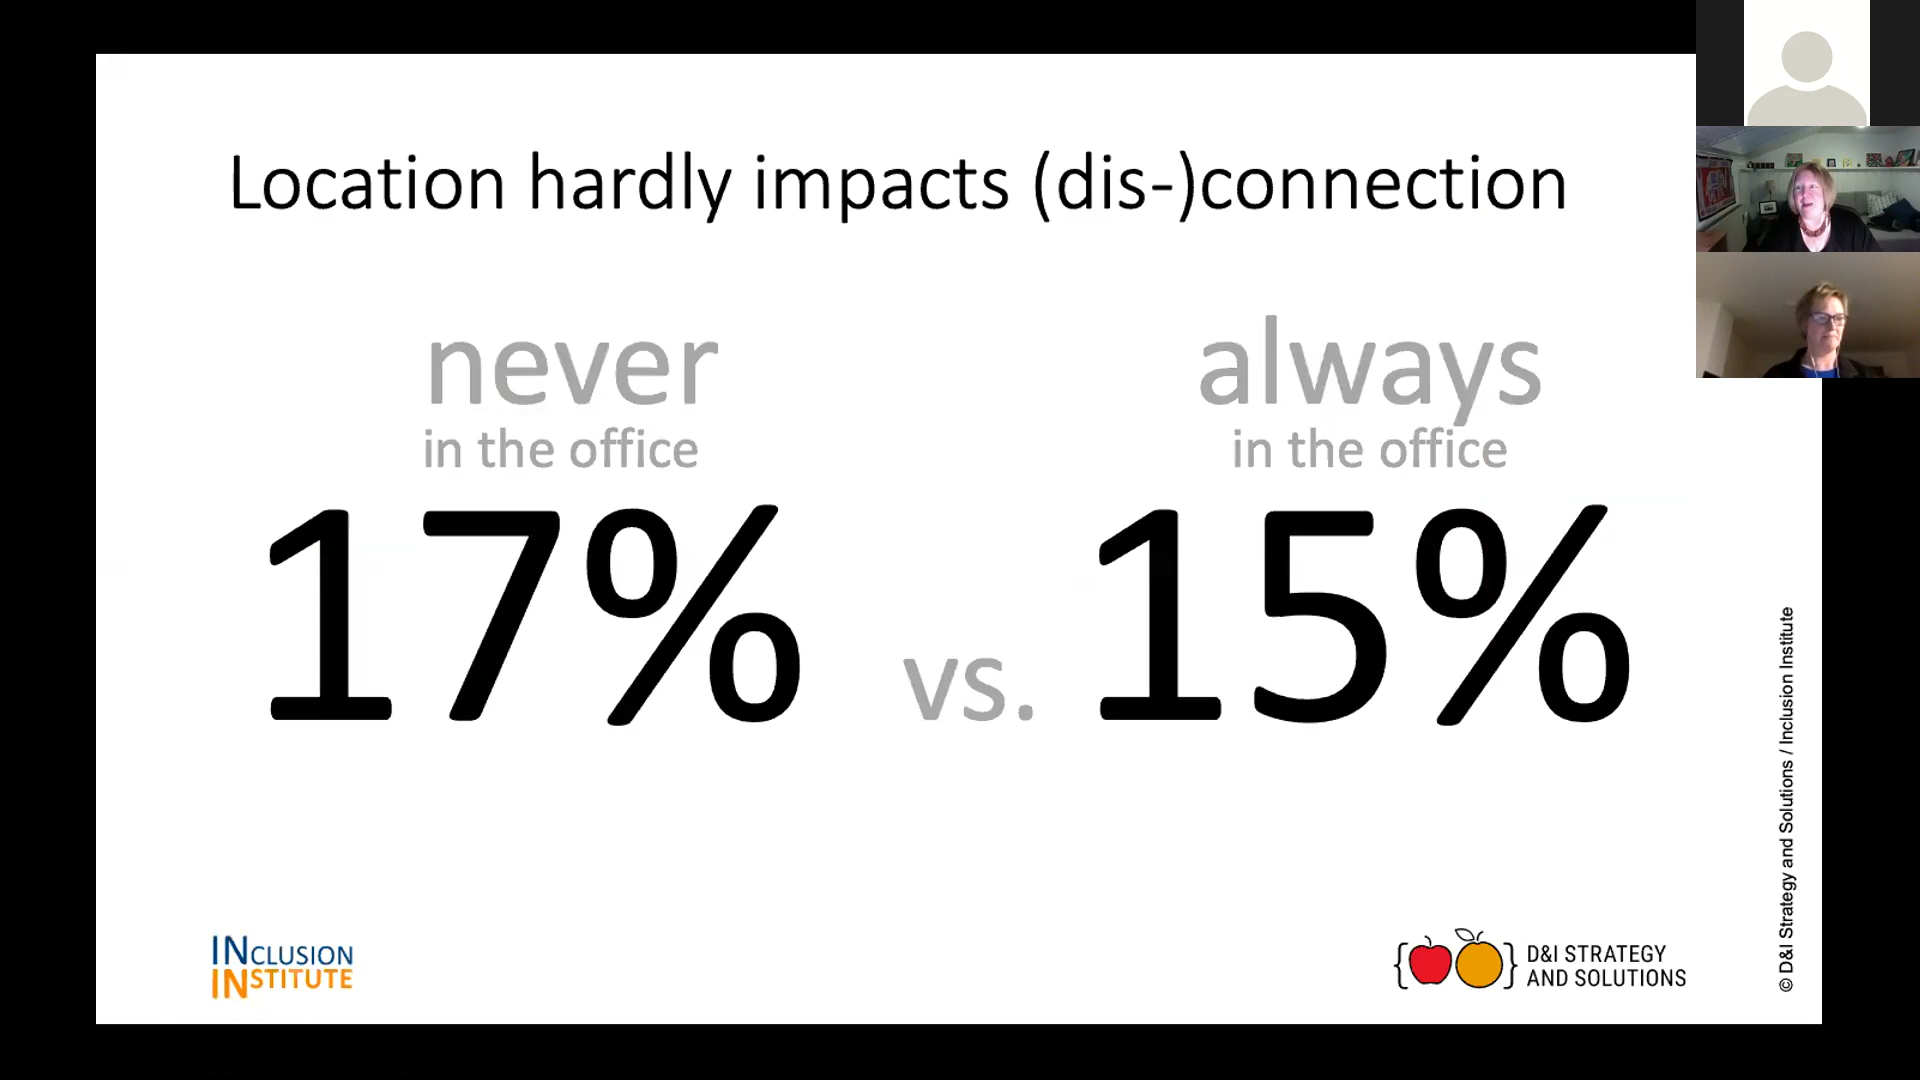 Location hardly impacts (dis-)connection
never
in the office
17%
vs.
always
in the office
15%
INCLUSION
INSTITUTE
D&I STRATEGY
AND SOLUTIONS
© D&I Strategy and Solutions / Inclusion Institute